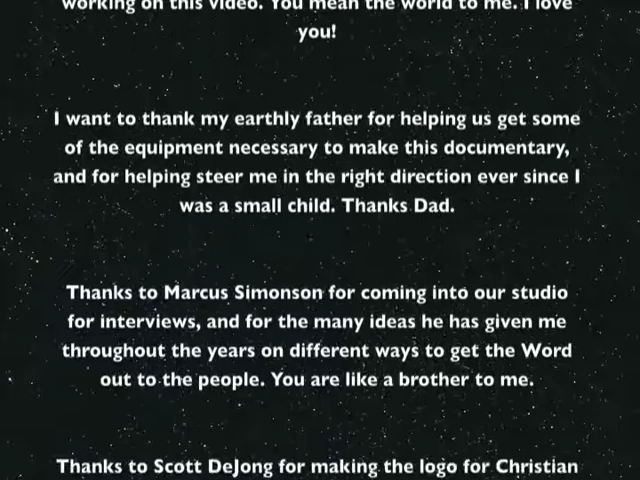 working on this video. You mean the world to me. I love
you!
I want to thank my earthly father for helping us get some
of the equipment necessary to make this documentary,
and for helping steer me in the right direction ever since I
was a small child. Thanks Dad.
Thanks to Marcus Simonson for coming into our studio
for interviews, and for the many ideas he has given me
throughout the years on different ways to get the Word
out to the people. You are like a brother to me.
Thanks to Scott DeJong for making the logo for Christian